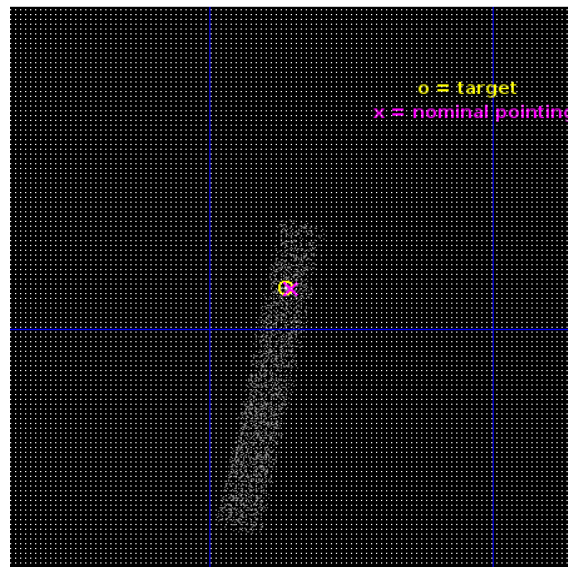 o = target
x = nominal pointing